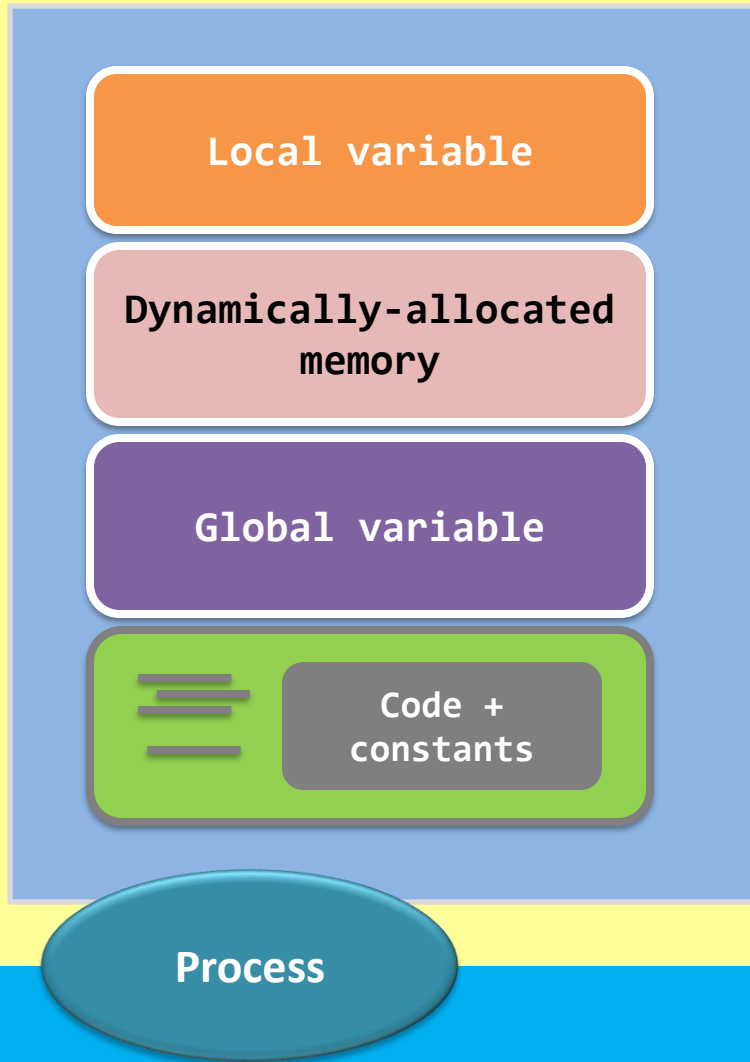 Local variable
Dynamically-allocated
memory
Global variable
Code +
constants
Process